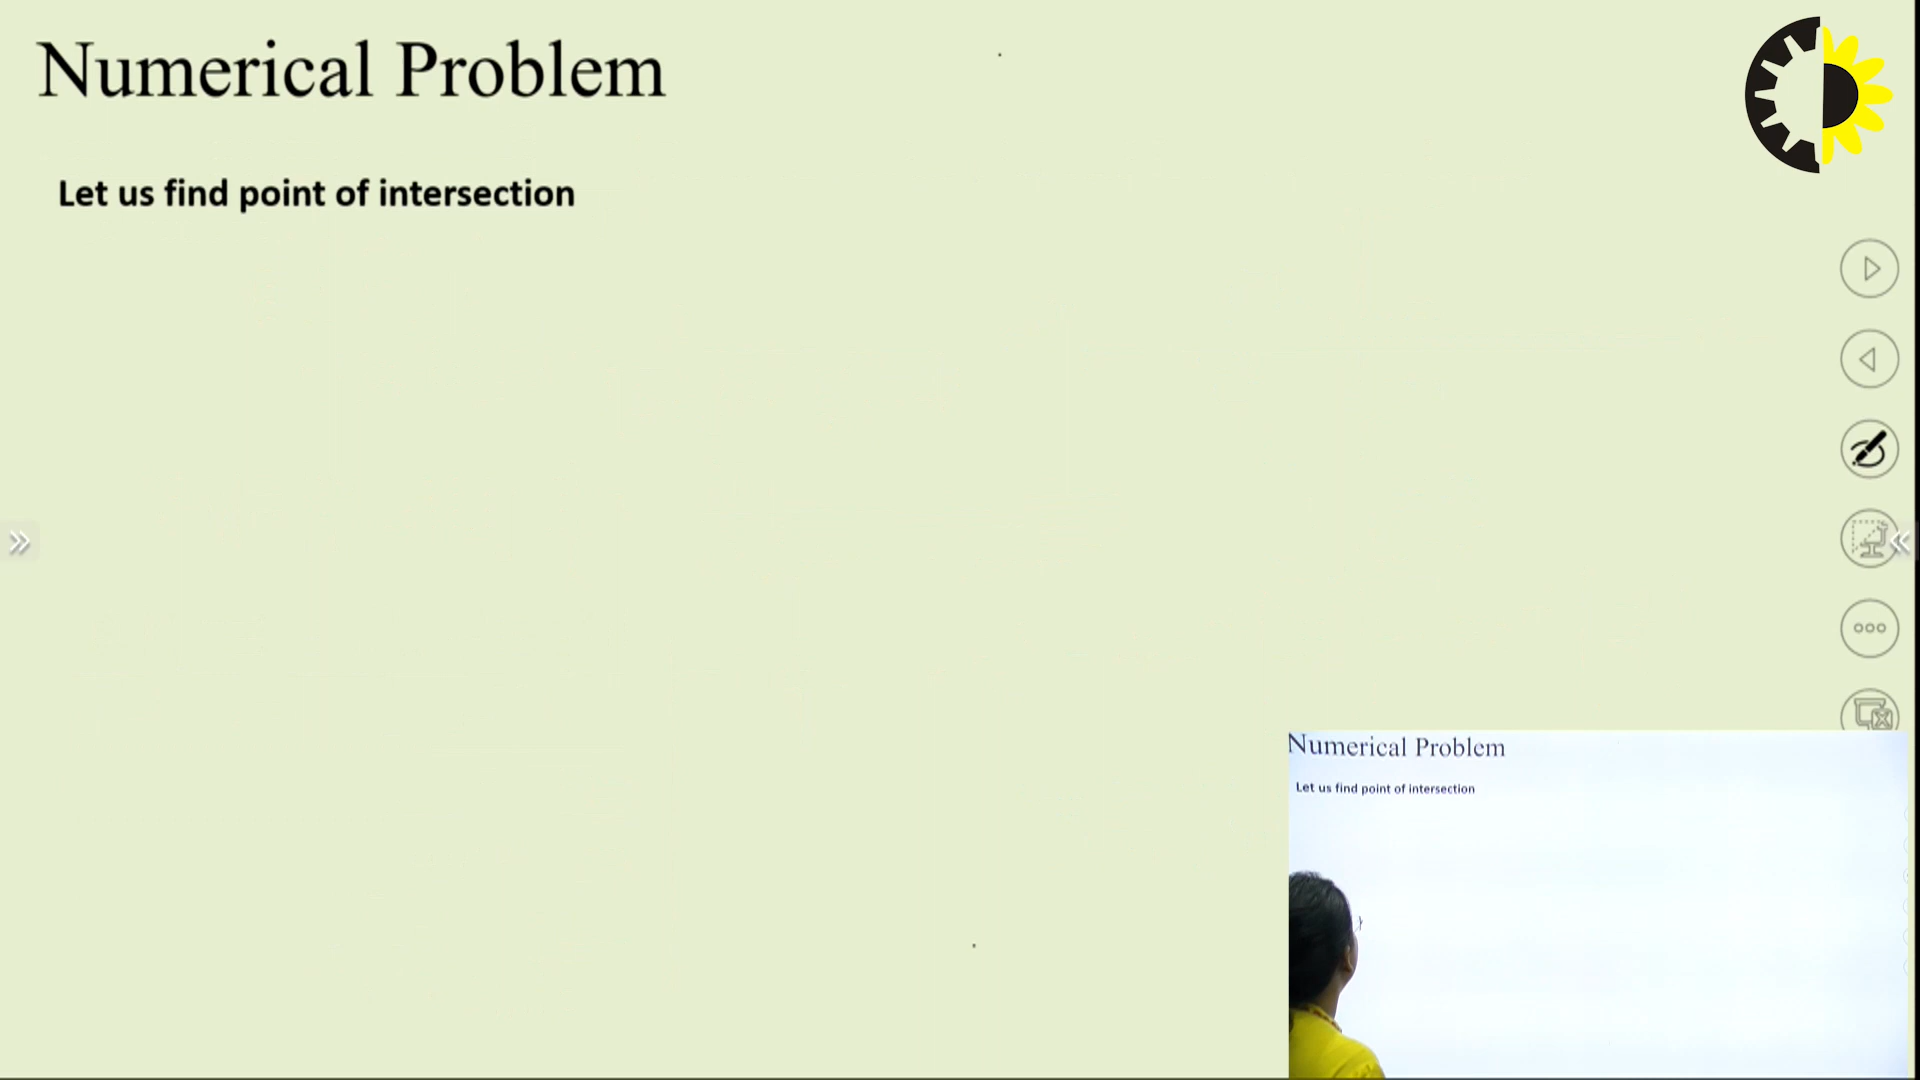 Numerical Problem
Let us find point of intersection
Numerical Problem
Let us find point of intersection